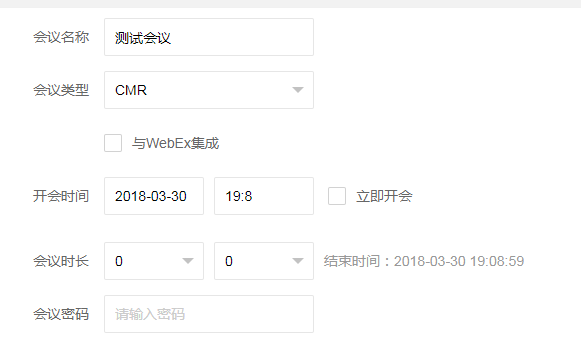 会议名称 测试会议
会议类型 CMR
与WebEx集成
开会时间 2018-03-30 19:8 立即开会
会议时长 0 0 结束时间：2018-03-30 19:08:59
会议密码 请输入密码